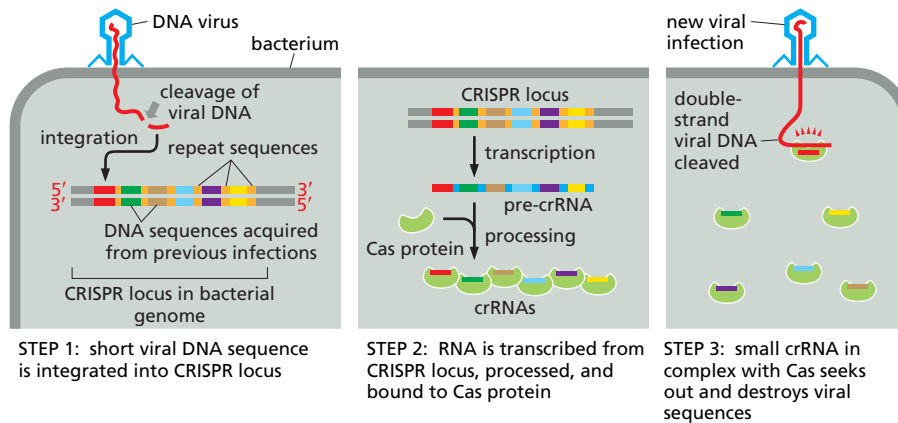 DNA virus
bacterium
cleavage of
viral DNA
integration
repeat sequences
5′
3′
3′
5′
DNA sequences acquired
from previous infections
CRISPR locus in bacterial
genome
STEP 1: short viral DNA sequence
is integrated into CRISPR locus
CRISPR locus
transcription
pre-crRNA
Cas protein
processing
crRNAs
STEP 2: RNA is transcribed from
CRISPR locus, processed, and
bound to Cas protein
new viral
infection
double-
strand
viral DNA
cleaved
STEP 3: small crRNA in
complex with Cas seeks
out and destroys viral
sequences